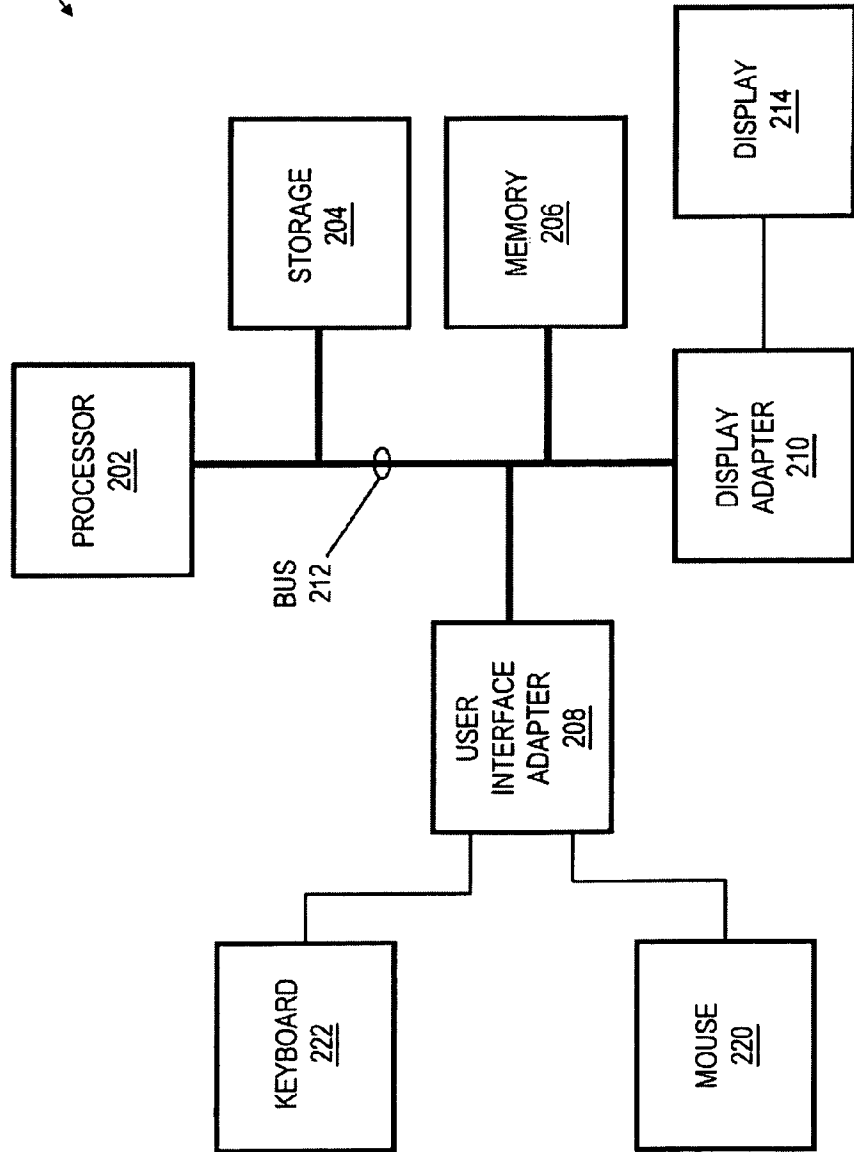 PROCESSOR
202
STORAGE
204
BUS
212
MEMORY
206
USER
INTERFACE
ADAPTER
208
DISPLAY
ADAPTER
210
DISPLAY
214
KEYBOARD
222
MOUSE
220